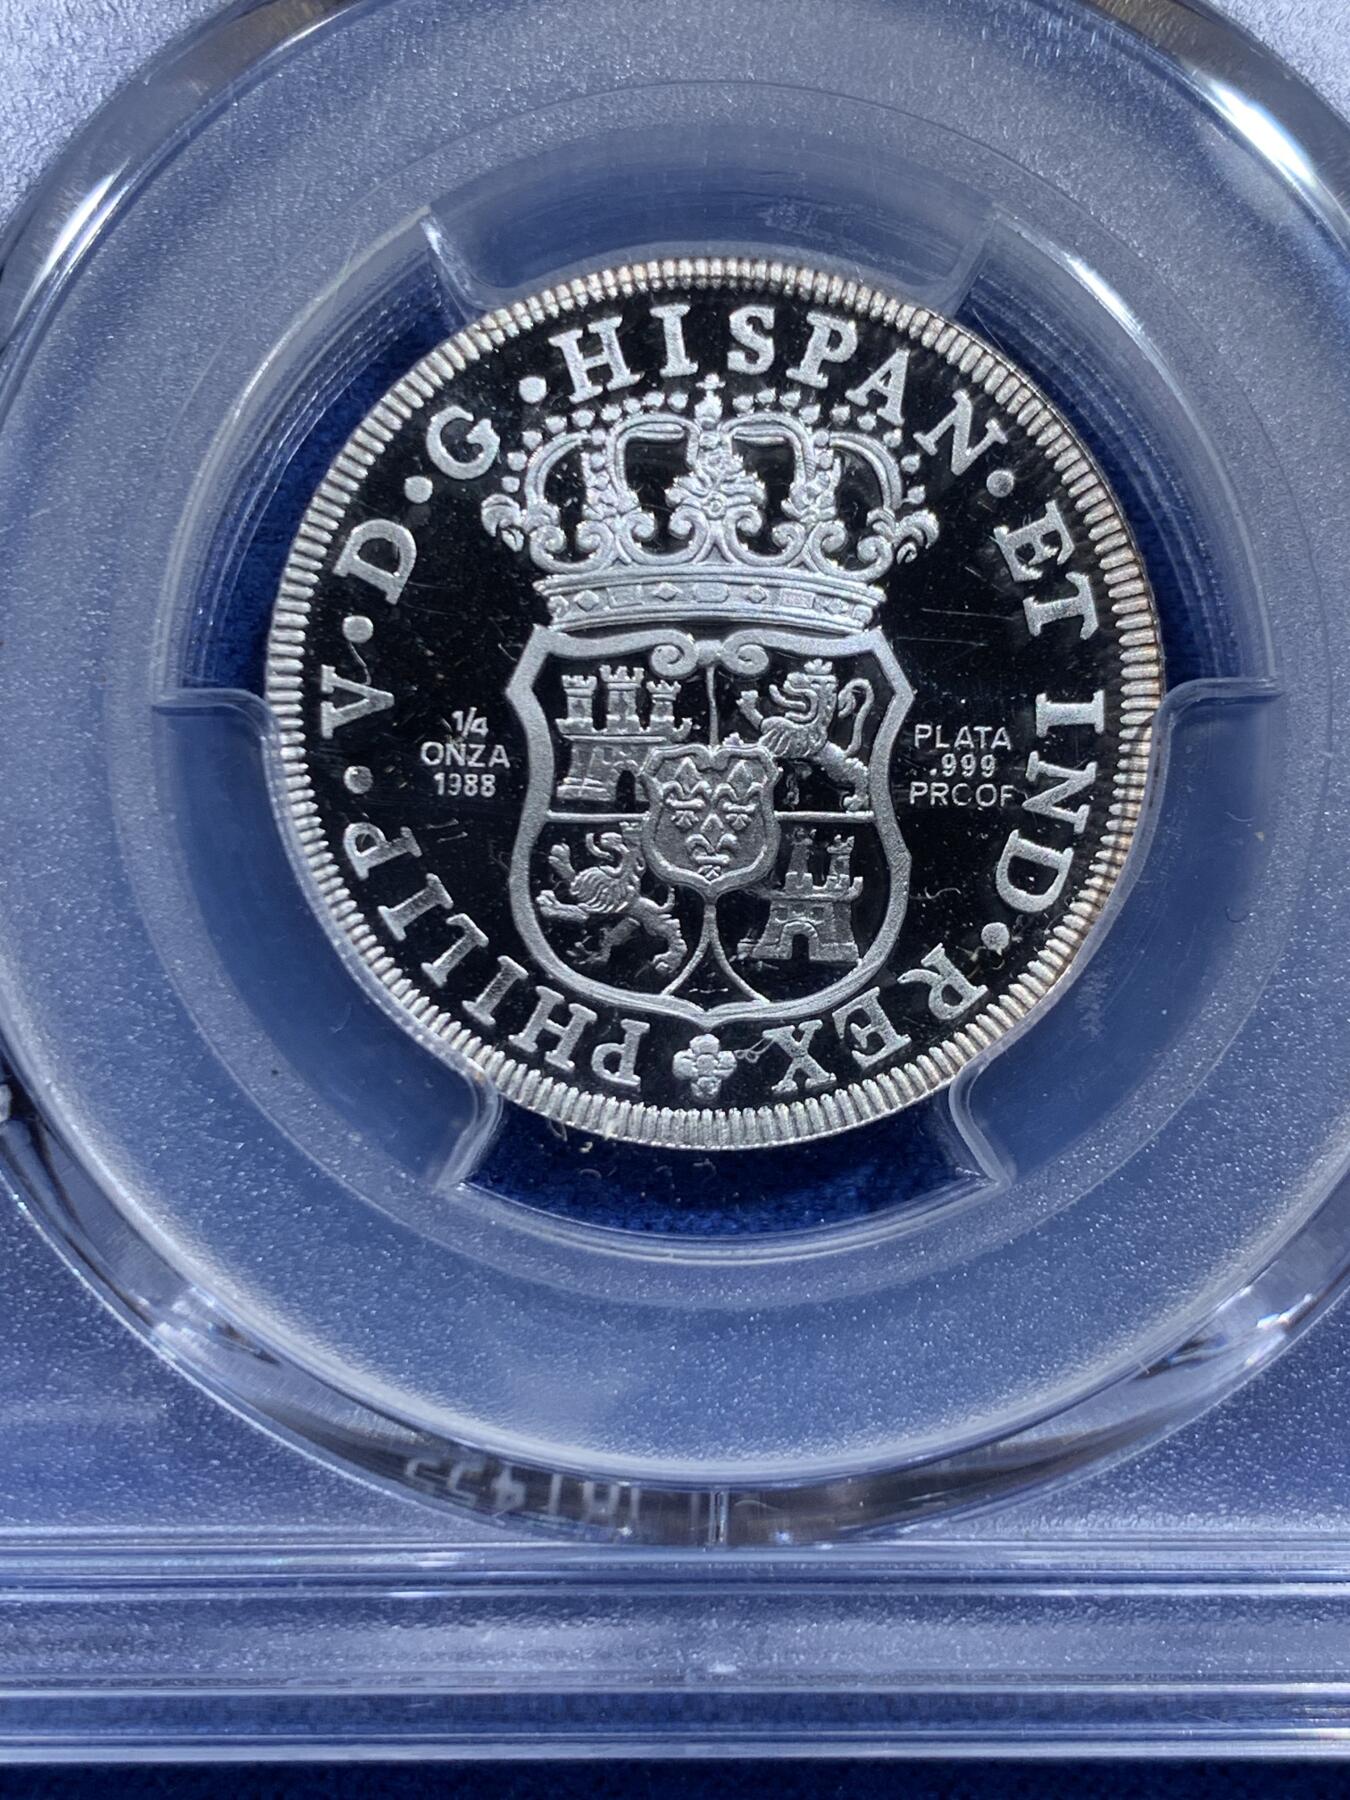 PHILIP·V·D·G·HISPAN·ET IND·REX
1/4
ONZA
1988
PLATA
.999
PROOF